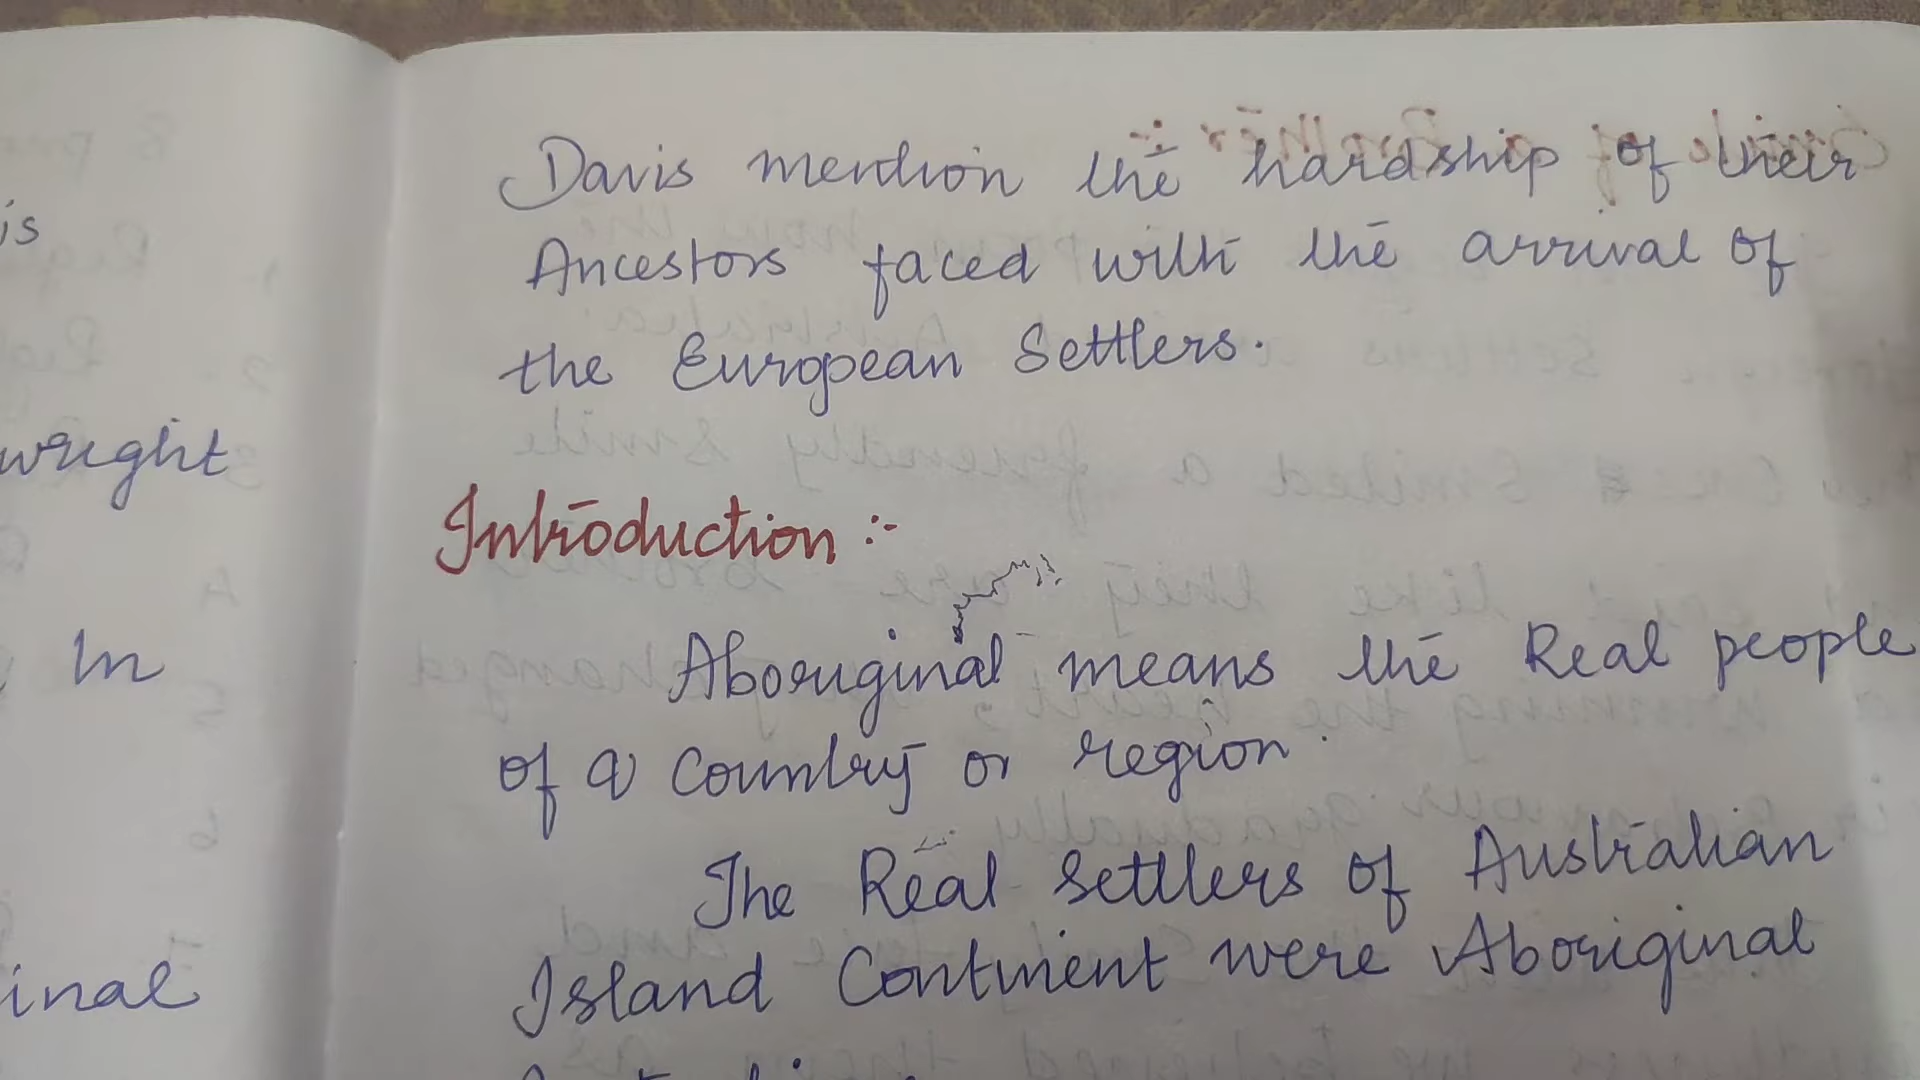 is
wright
In
inal
Davis mention the hardship of their
Ancestors faced with the arrival of
the European Settlers.
Introduction :-
Aboriginal means the Real people
of a Country or region.
The Real settlers of Australian
Island Contment were Aboriginal